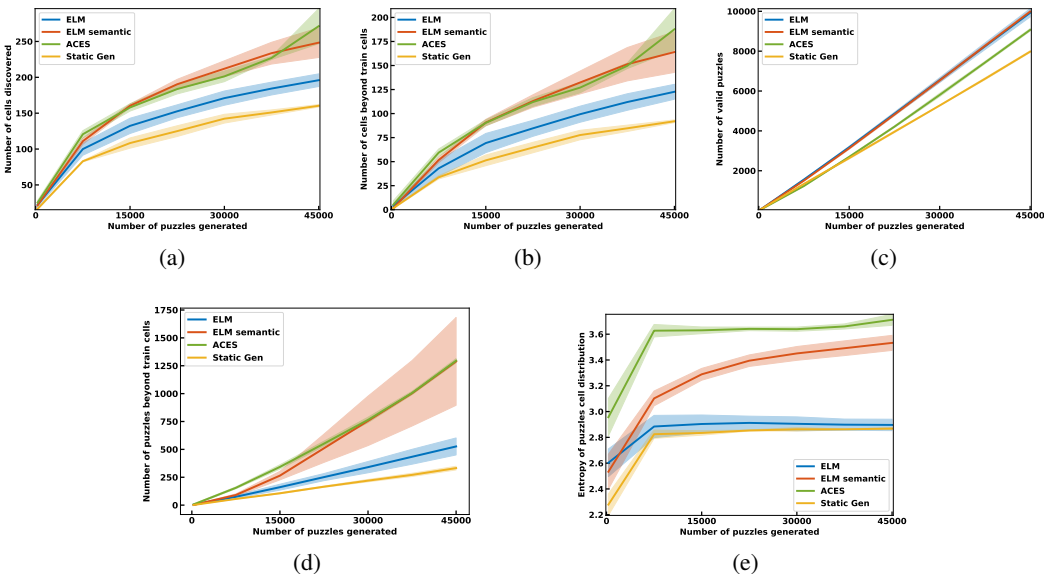 Number of cells discovered
250
200
150
100
50
0
15000
30000
45000
Number of puzzles generated
ELM
ELM semantic
ACES
Static Gen
(a)
Number of cells beyond train cells
200
175
150
125
100
75
50
25
0
0
15000
30000
45000
Number of puzzles generated
ELM
ELM semantic
ACES
Static Gen
(b)
Number of valid puzzles
10000
8000
6000
4000
2000
0
15000
30000
45000
Number of puzzles generated
ELM
ELM semantic
ACES
Static Gen
(c)
Number of puzzles beyond train cells
1750
1500
1250
1000
750
500
250
0
0
15000
30000
45000
Number of puzzles generated
ELM
ELM semantic
ACES
Static Gen
(d)
Entropy of puzzles cell distribution
3.6
3.4
3.2
3.0
2.8
2.6
2.4
2.2
0
15000
30000
45000
Number of puzzles generated
ELM
ELM semantic
ACES
Static Gen
(e)